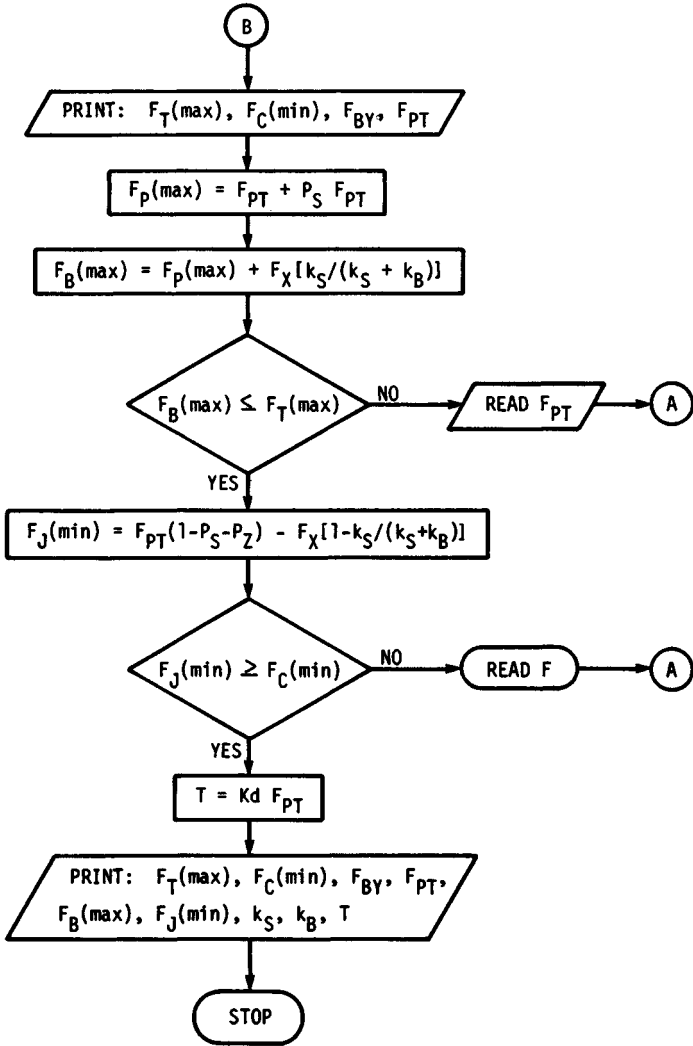 B
PRINT: F_T(max), F_C(min), F_BY, F_PT
F_P(max) = F_PT + P_S F_PT
F_B(max) = F_P(max) + F_X[k_S/(k_S + k_B)]
F_B(max) ≤ F_T(max)
NO
READ F_PT
A
YES
F_J(min) = F_PT(1-P_S-P_Z) - F_X[1-k_S/(k_S+k_B)]
F_J(min) ≥ F_C(min)
NO
READ F
A
YES
T = Kd F_PT
PRINT: F_T(max), F_C(min), F_BY, F_PT,
F_B(max), F_J(min), k_S, k_B, T
STOP